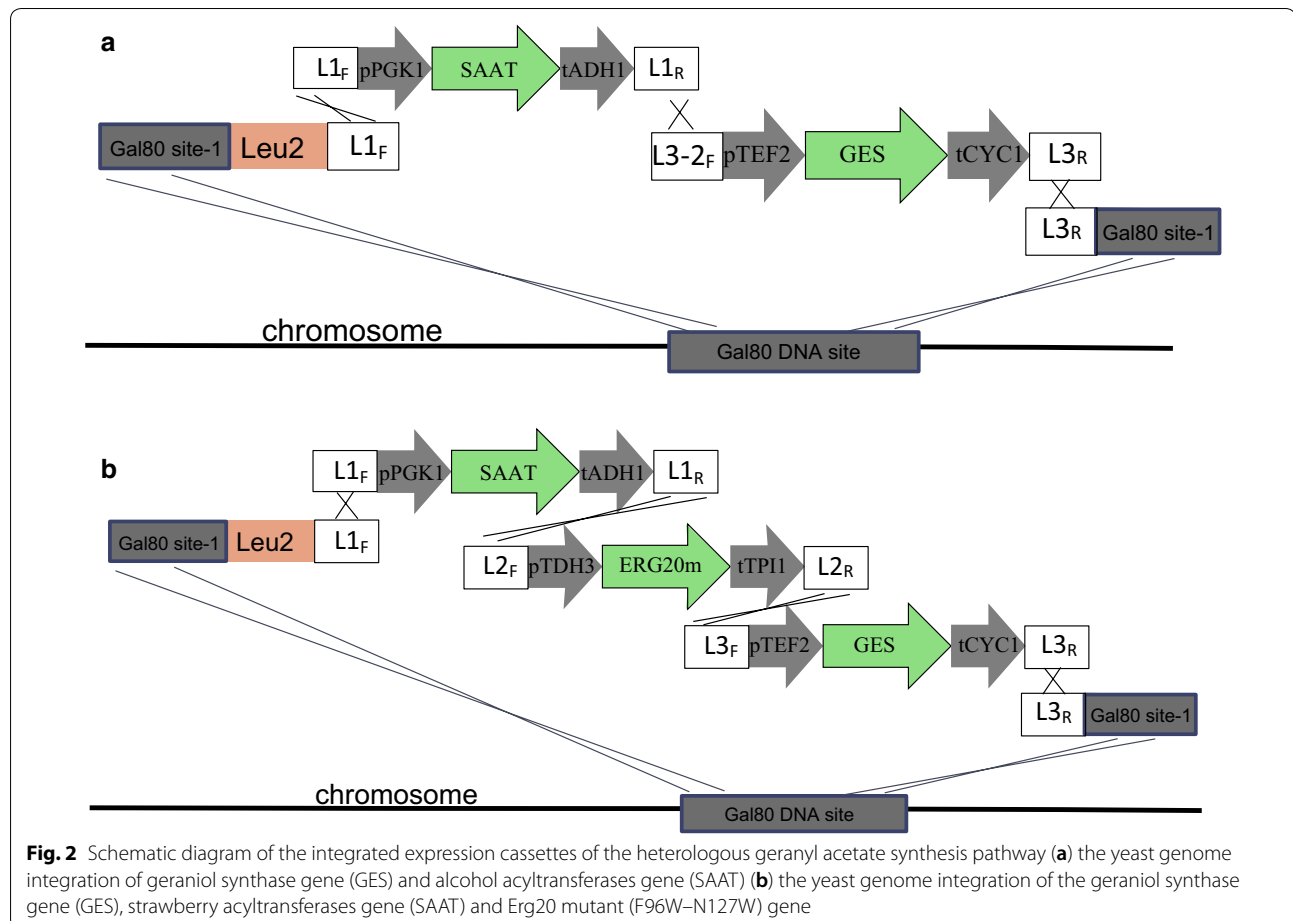 a
L1F pPGK1 SAAT tADH1 L1R
Gal80 site-1 Leu2 L1F
L3-2F pTEF2 GES tCYC1 L3R
L3R Gal80 site-1
chromosome
Gal80 DNA site
b
L1F pPGK1 SAAT tADH1 L1R
Gal80 site-1 Leu2 L1F
L2F pTDH3 ERG20m tTPI1 L2R
L3F pTEF2 GES tCYC1 L3R
L3R Gal80 site-1
chromosome
Gal80 DNA site
Fig. 2 Schematic diagram of the integrated expression cassettes of the heterologous geranyl acetate synthesis pathway (a) the yeast genome
integration of geraniol synthase gene (GES) and alcohol acyltransferases gene (SAAT) (b) the yeast genome integration of the geraniol synthase
gene (GES), strawberry acyltransferases gene (SAAT) and Erg20 mutant (F96W–N127W) gene